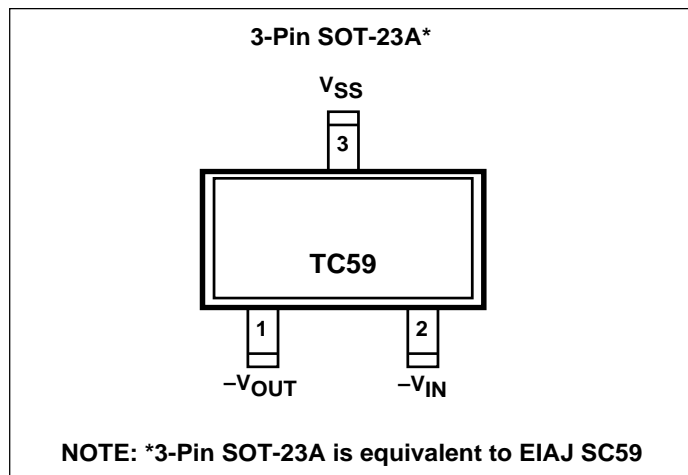 3-Pin SOT-23A*
VSS
3
TC59
1 2
–VOUT –VIN
NOTE: *3-Pin SOT-23A is equivalent to EIAJ SC59